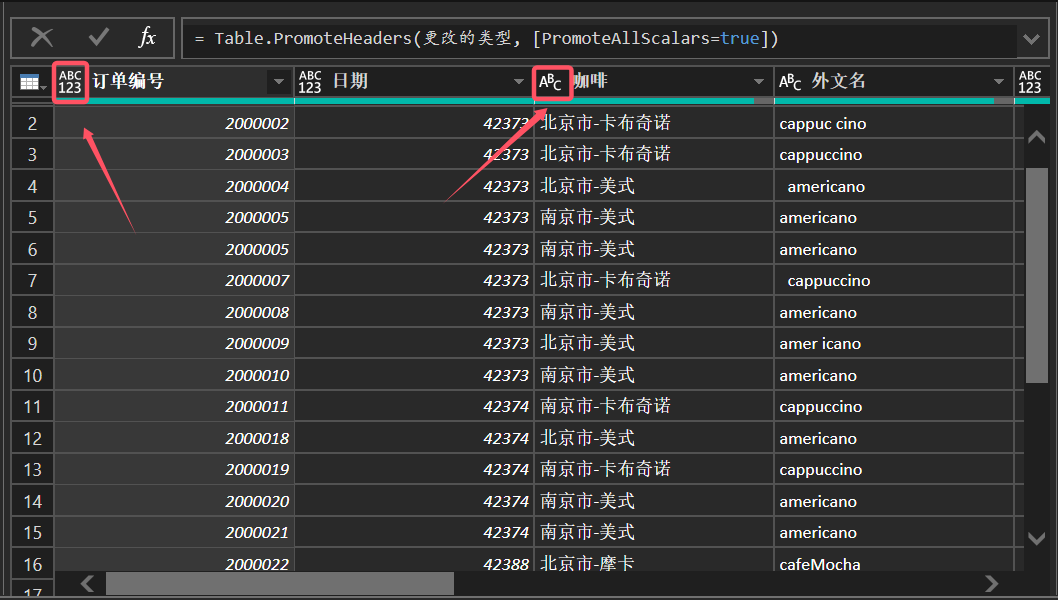 fx = Table.PromoteHeaders(更改的类型, [PromoteAllScalars=true])
ABC 123 订单编号 ABC 123 日期 ABC 咖啡 ABC 外文名 ABC 123
2 2000002 42373 北京市-卡布奇诺 cappuc cino
3 2000003 42373 北京市-卡布奇诺 cappuccino
4 2000004 42373 北京市-美式 americano
5 2000005 42373 南京市-美式 americano
6 2000005 42373 南京市-美式 americano
7 2000007 42373 北京市-卡布奇诺 cappuccino
8 2000008 42373 南京市-美式 americano
9 2000009 42373 北京市-美式 amer icano
10 2000010 42373 南京市-美式 americano
11 2000011 42374 南京市-卡布奇诺 cappuccino
12 2000018 42374 北京市-美式 americano
13 2000019 42374 南京市-卡布奇诺 cappuccino
14 2000020 42374 南京市-美式 americano
15 2000021 42374 南京市-美式 americano
16 2000022 42388 北京市-摩卡 cafeMocha
17